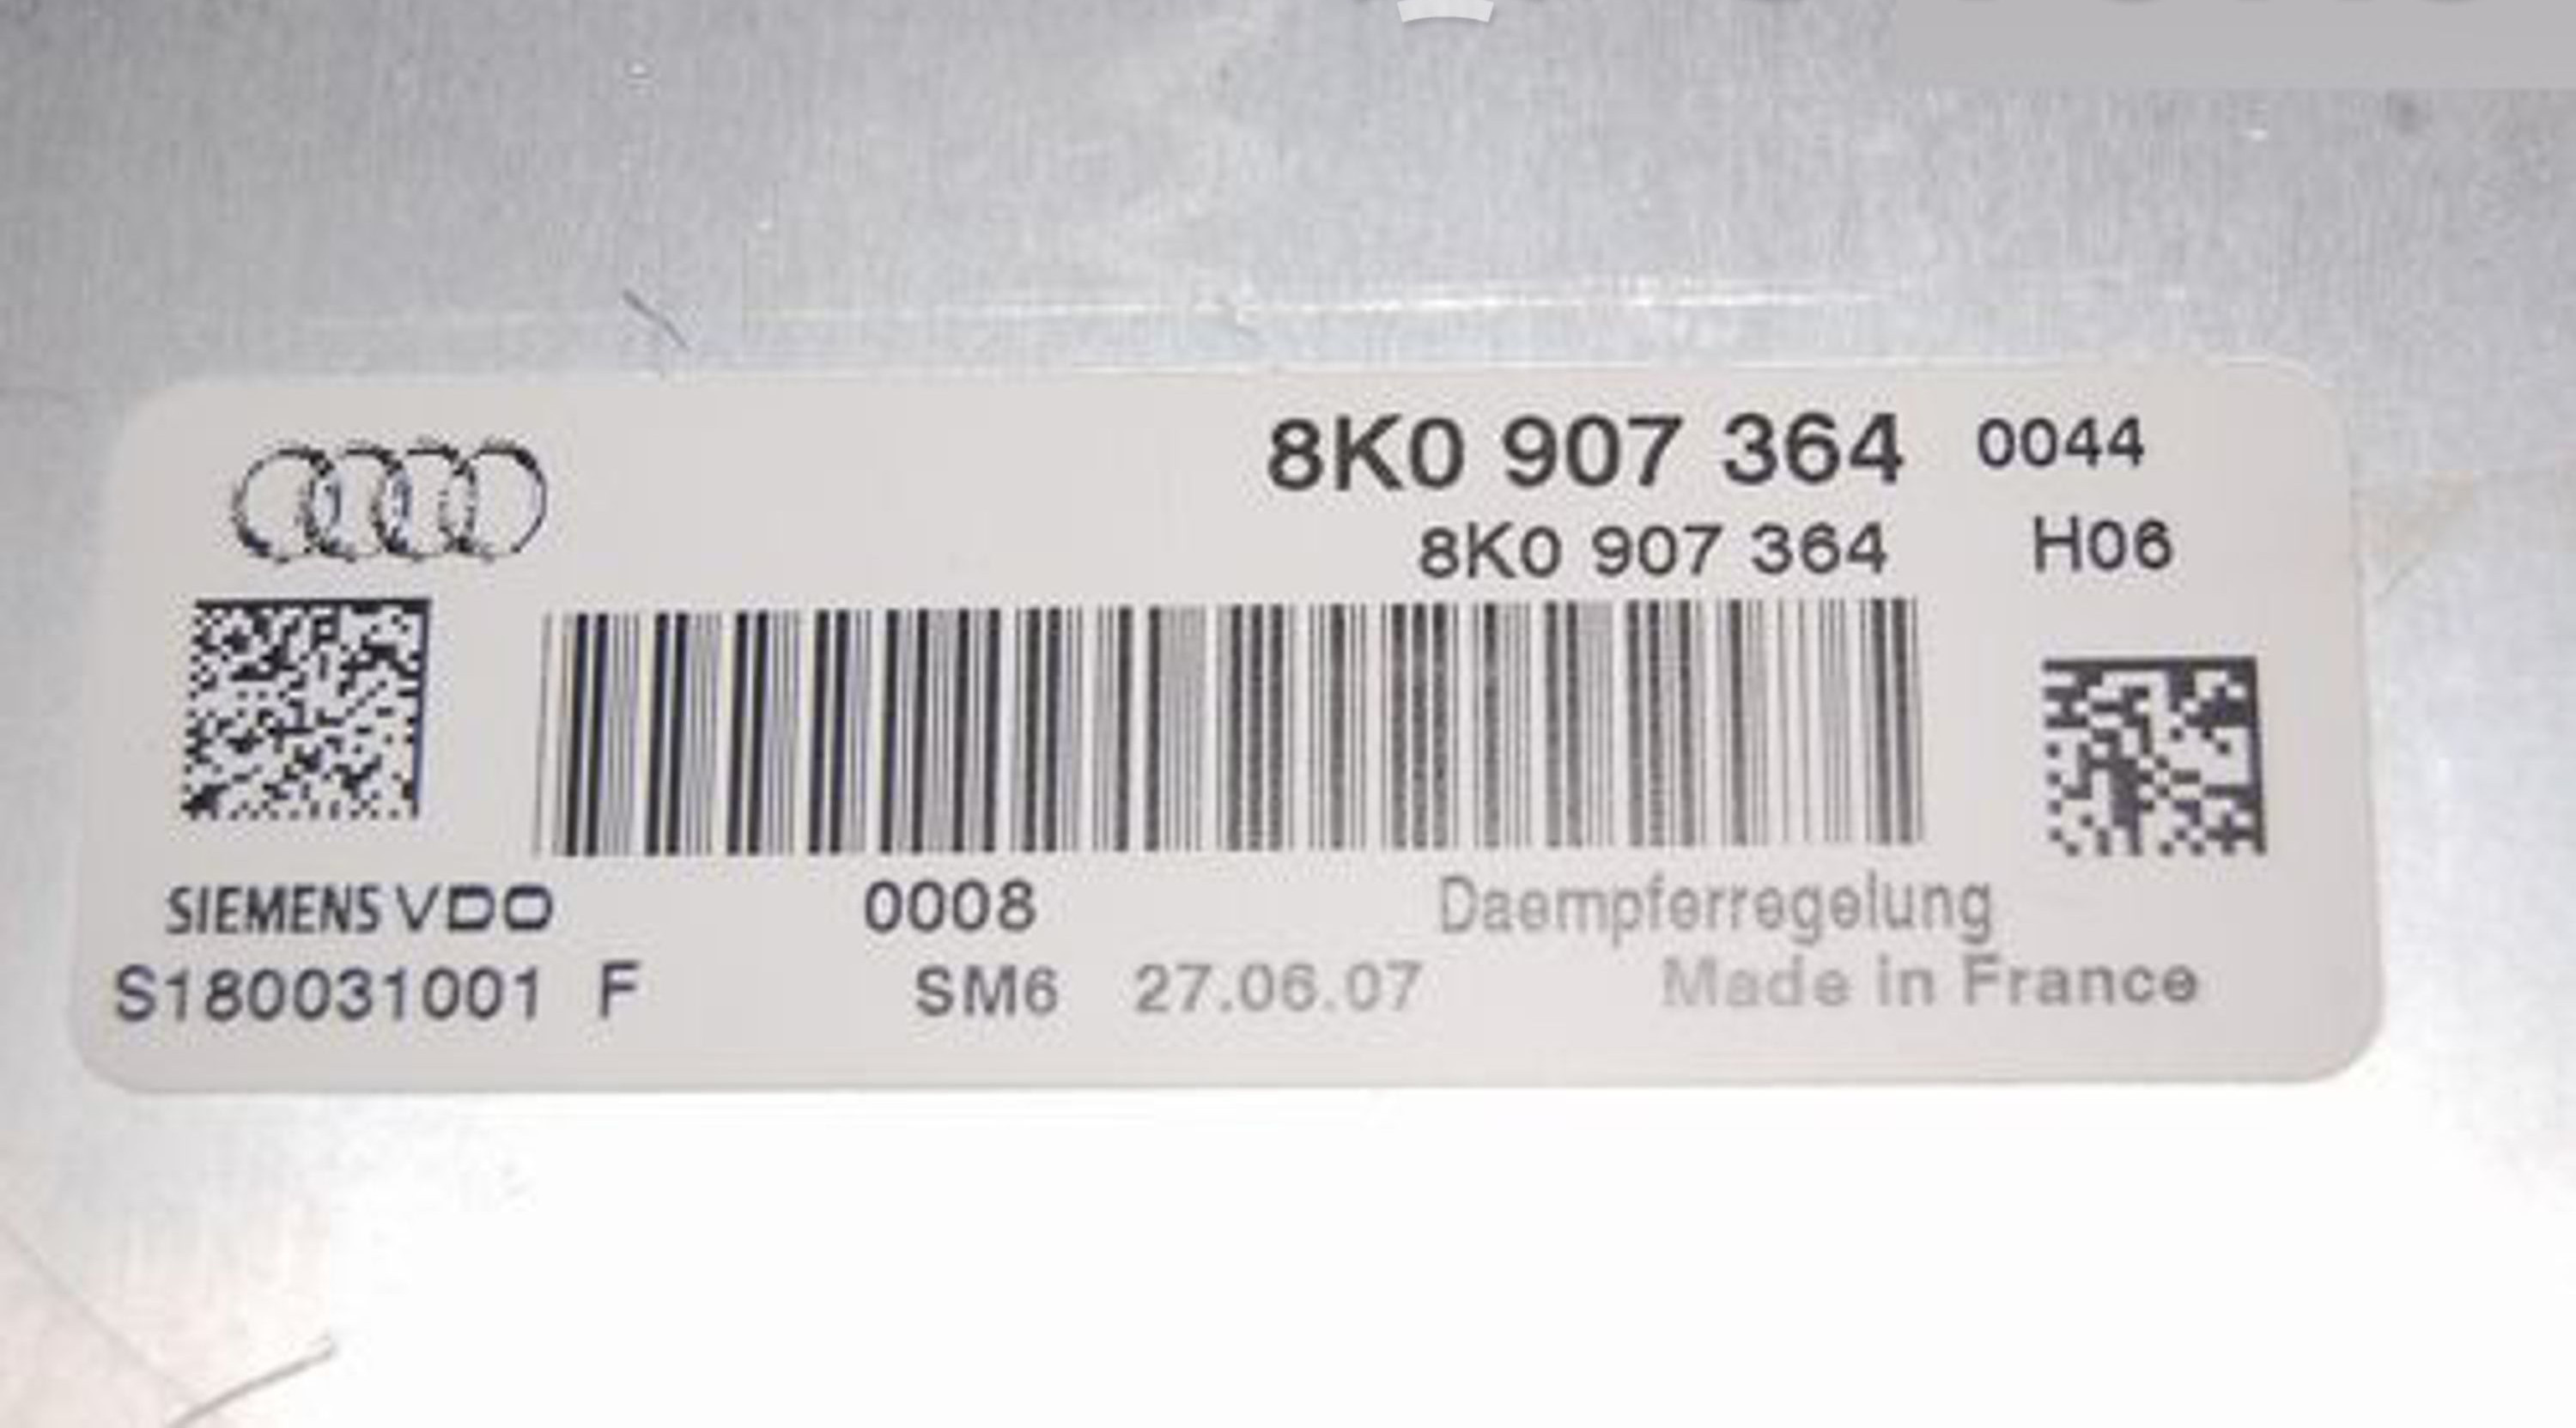 8K0 907 364 0044
8K0 907 364 H06
SIEMENS VDO 0008 Daempferregelung
S180031001 F SM6 27.06.07 Made in France